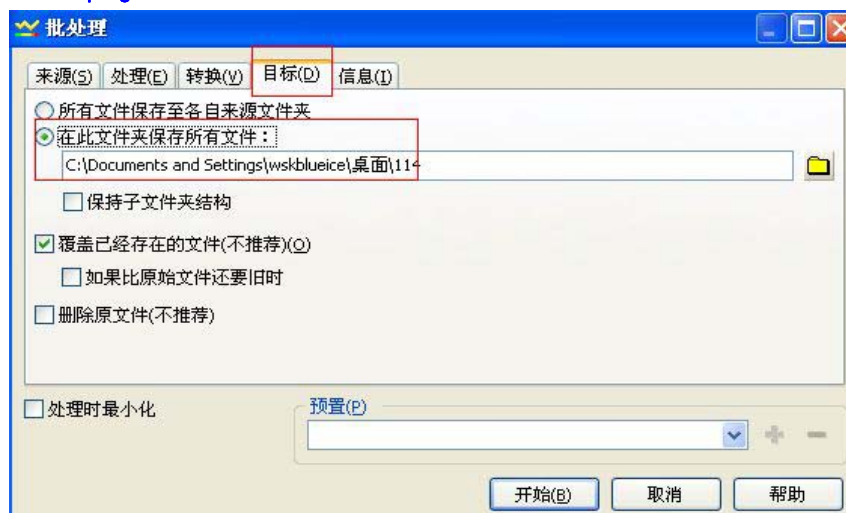 批处理
来源(S) 处理(E) 转换(V) 目标(D) 信息(I)
所有文件保存至各自来源文件夹
在此文件夹保存所有文件：
C:\Documents and Settings\wskblueice\桌面\114
保持子文件夹结构
覆盖已经存在的文件(不推荐)(O)
如果比原始文件还要旧时
删除原文件(不推荐)
处理时最小化
预置(P)
开始(B) 取消 帮助